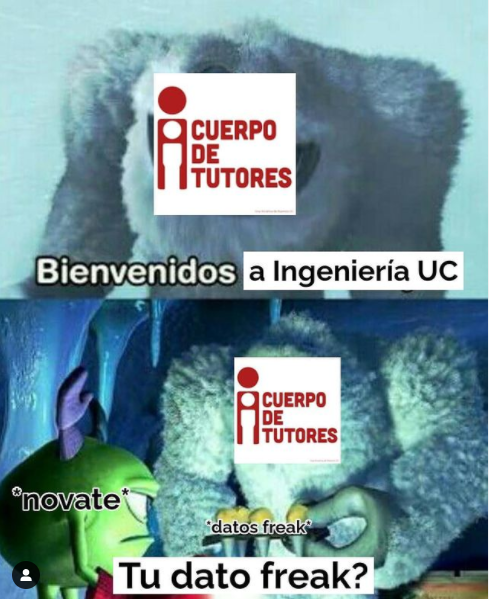 CUERPO
DE
TUTORES
Bienvenidos a Ingeniería UC
CUERPO
DE
TUTORES
*novate*
*datos freak*
Tu dato freak?